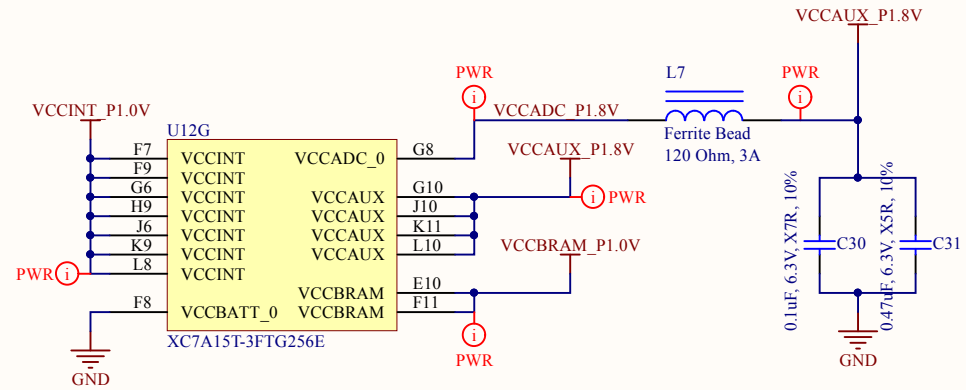 VCCAUX_P1.8V
PWR
L7
PWR
VCCINT_P1.0V
VCCADC_P1.8V
U12G
Ferrite Bead
120 Ohm, 3A
F7 VCCINT VCCADC_0 G8
VCCAUX_P1.8V
F9 VCCINT
G6 VCCINT VCCAUX G10
PWR
H9 VCCINT VCCAUX J10
J6 VCCINT VCCAUX K11
K9 VCCINT VCCAUX L10
L8 VCCINT
PWR
VCCBRAM_P1.0V
VCCBRAM E10
F8 VCCBATT_0 VCCBRAM F11
XC7A15T-3FTG256E
GND
PWR
0.1uF, 6.3V, X7R, 10%
C30
0.47uF, 6.3V, X5R, 10%
C31
GND